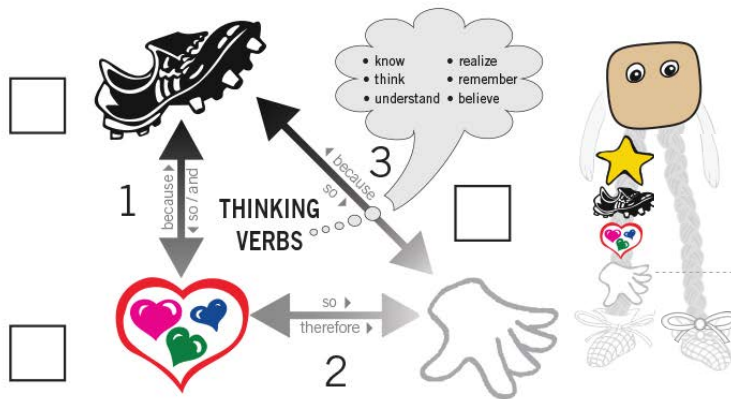 • know
• think
• understand
• realize
• remember
• believe
3
because ▶
so ▶
1
because ▶
◀ so / and
THINKING
VERBS
so ▶
therefore ▶
2